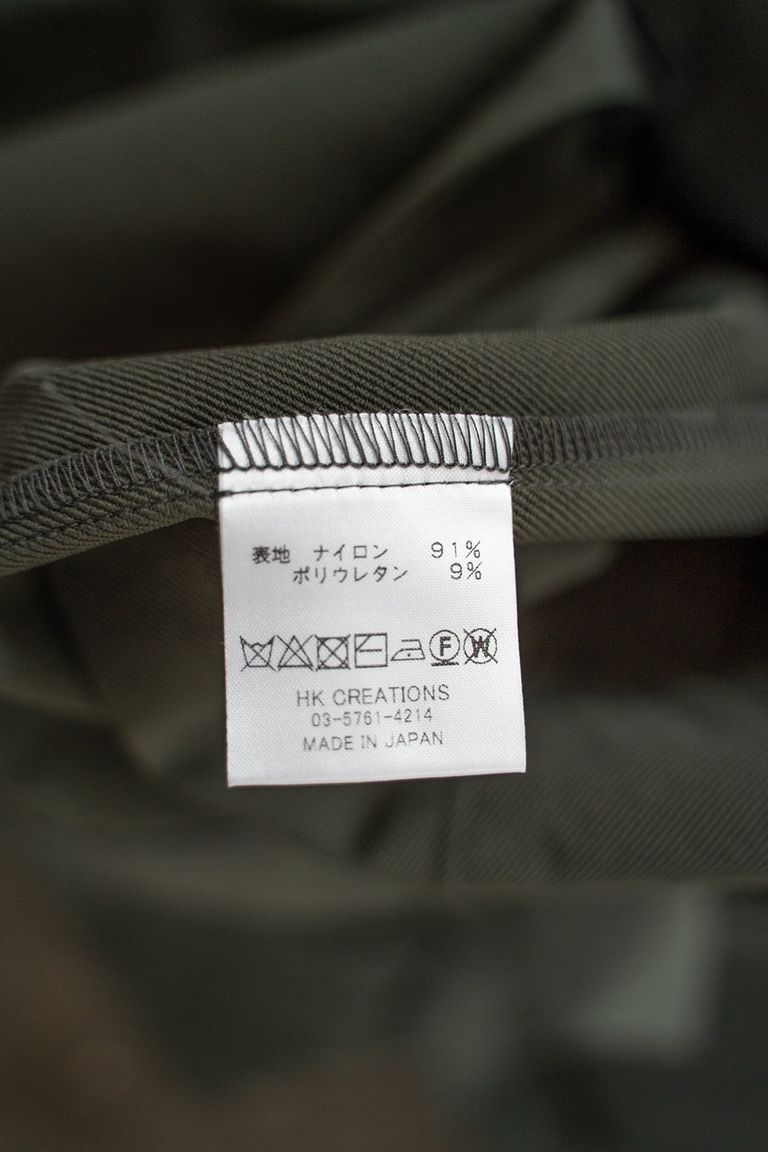 表地 ナイロン 91%
ポリウレタン 9%
F W
HK CREATIONS
03-5761-4214
MADE IN JAPAN